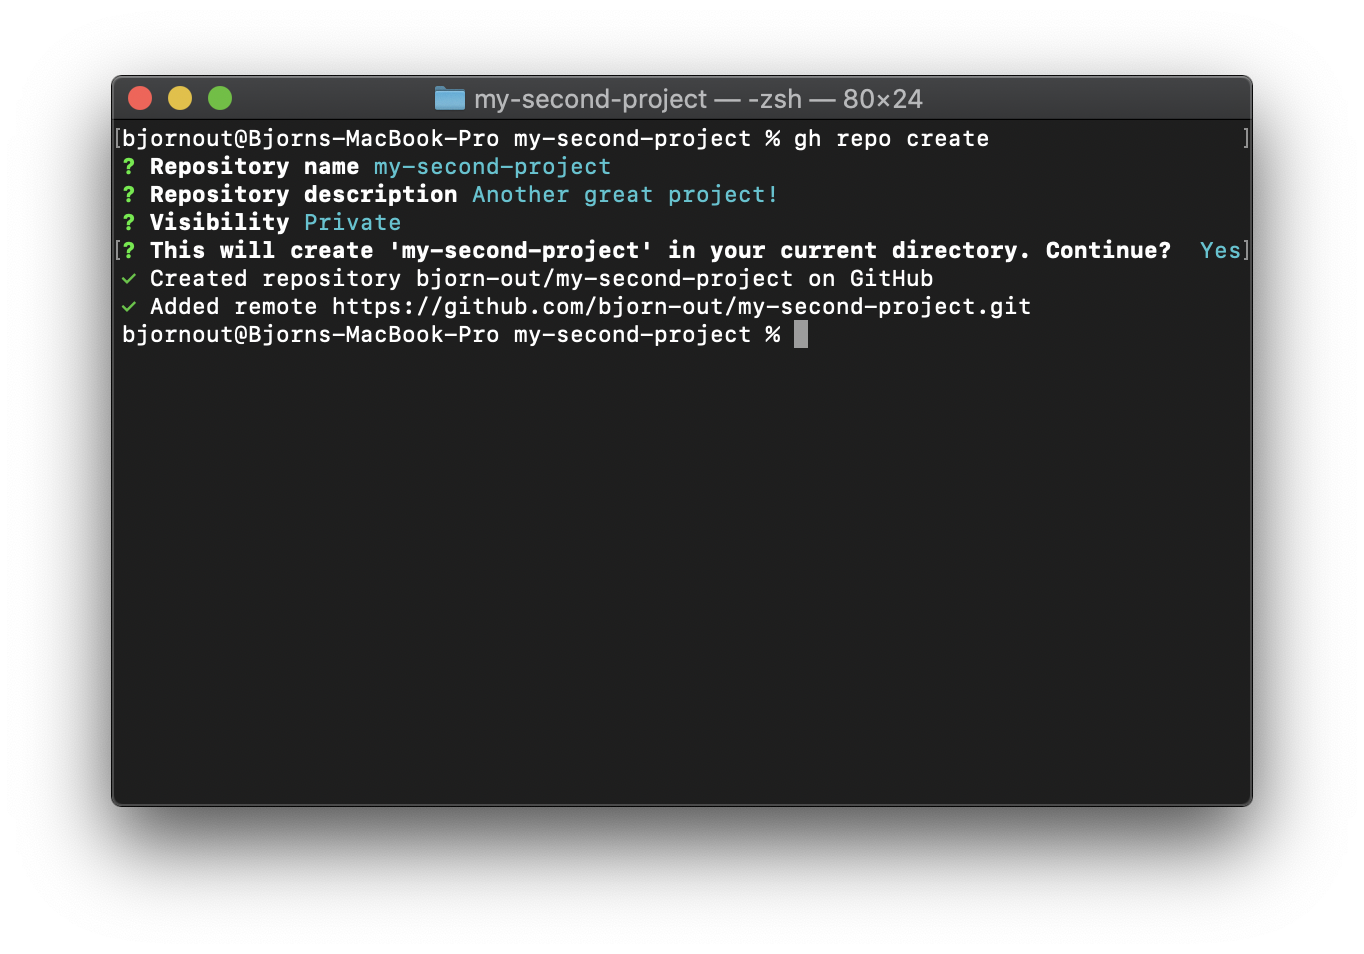 my-second-project — -zsh — 80×24
[bjornout@Bjorns-MacBook-Pro my-second-project % gh repo create ]
? Repository name my-second-project
? Repository description Another great project!
? Visibility Private
[? This will create 'my-second-project' in your current directory. Continue?  Yes]
✓ Created repository bjorn-out/my-second-project on GitHub
✓ Added remote https://github.com/bjorn-out/my-second-project.git
bjornout@Bjorns-MacBook-Pro my-second-project %